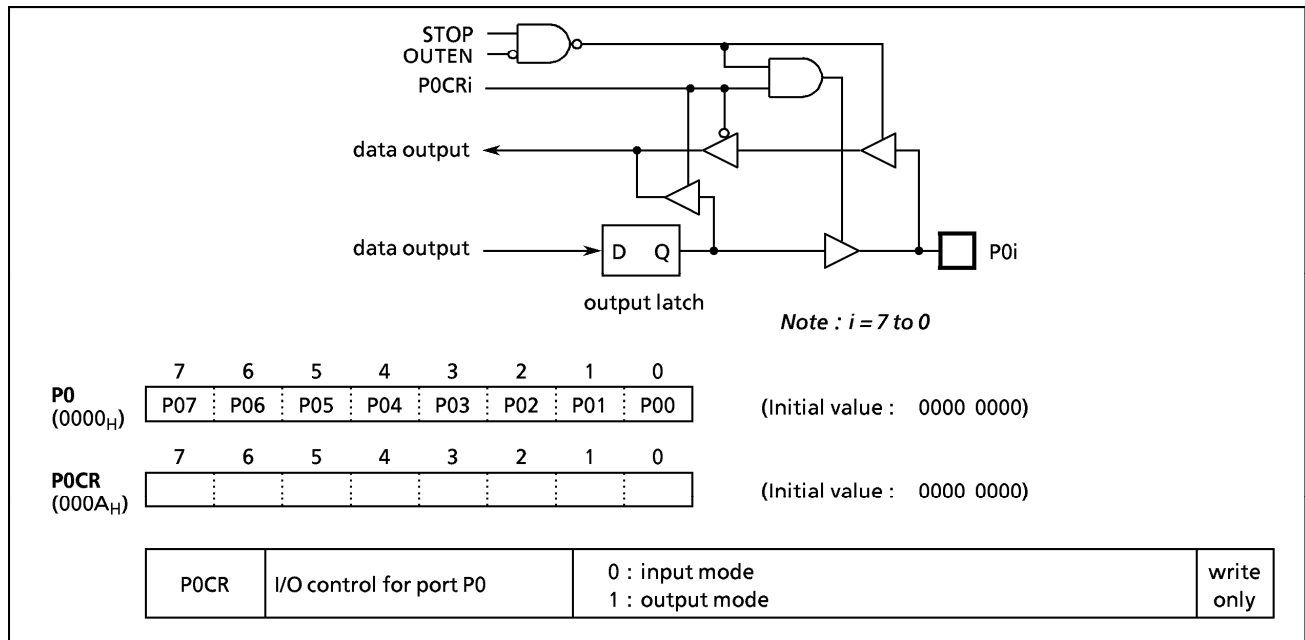 STOP
OUTEN
P0CRi
data output
data output
D Q
P0i
output latch
Note : i = 7 to 0
7 6 5 4 3 2 1 0
P0
(0000H)
P07 P06 P05 P04 P03 P02 P01 P00
(Initial value : 0000 0000)
7 6 5 4 3 2 1 0
P0CR
(000AH)
(Initial value : 0000 0000)
P0CR
I/O control for port P0
0 : input mode
1 : output mode
write
only